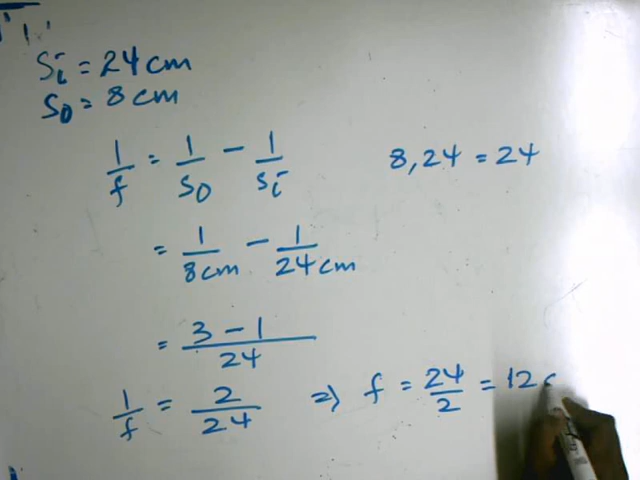 Si = 24 cm
So = 8 cm
1/f = 1/So - 1/Si
8, 24 = 24
= 1/8cm - 1/24cm
= 3 - 1/24
1/f = 2/24 ⇒ f = 24/2 = 12 c